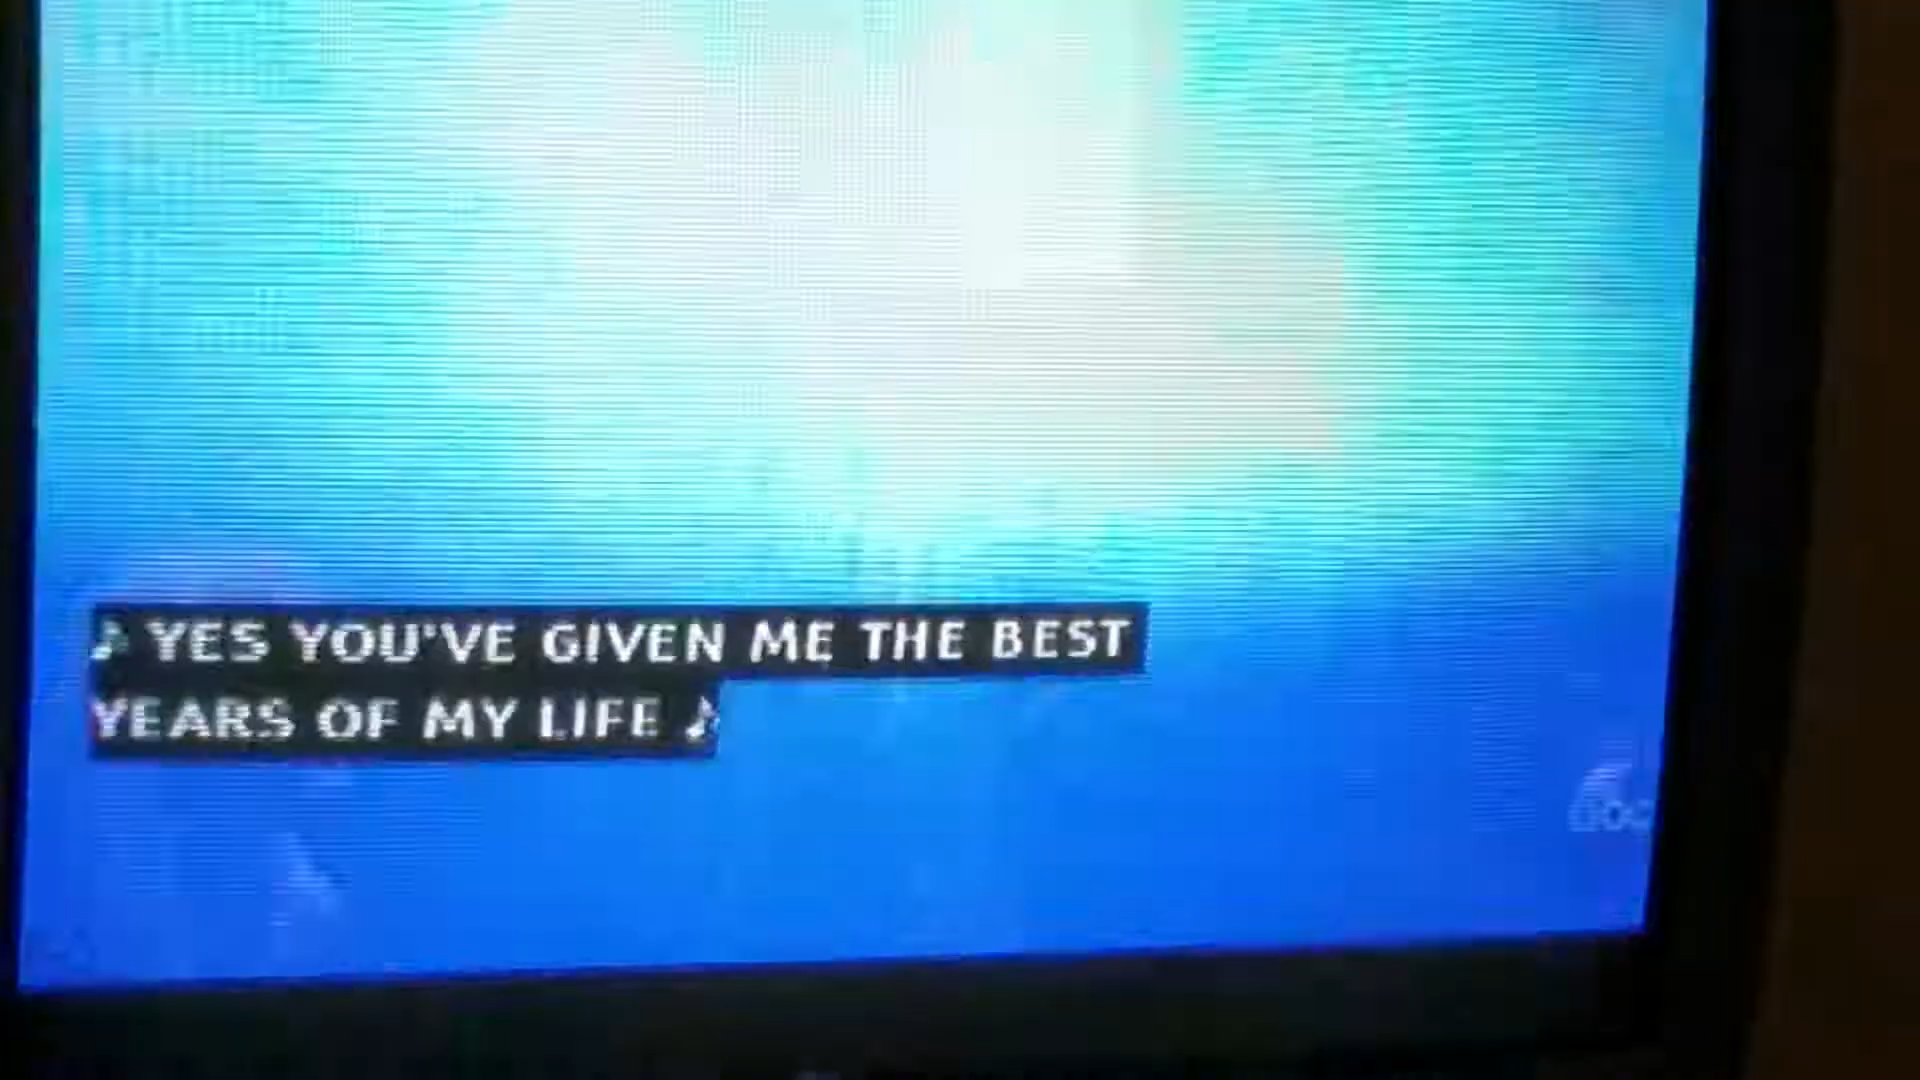 ♪ YES YOU'VE GIVEN ME THE BEST
YEARS OF MY LIFE ♪